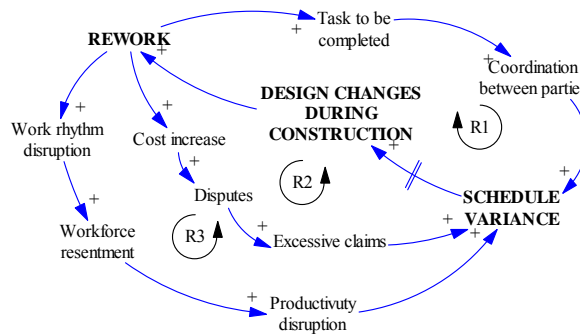 Task to be
completed
REWORK
Coordination
between partie
DESIGN CHANGES
DURING
CONSTRUCTION
R1
Work rhythm
disruption
Cost increase
R2
Disputes
SCHEDULE
VARIANCE
Workforce
resentment
R3
Excessive claims
Productivuty
disruption
+
+
+
+
+
+
+
+
+
+
+
+
+
+